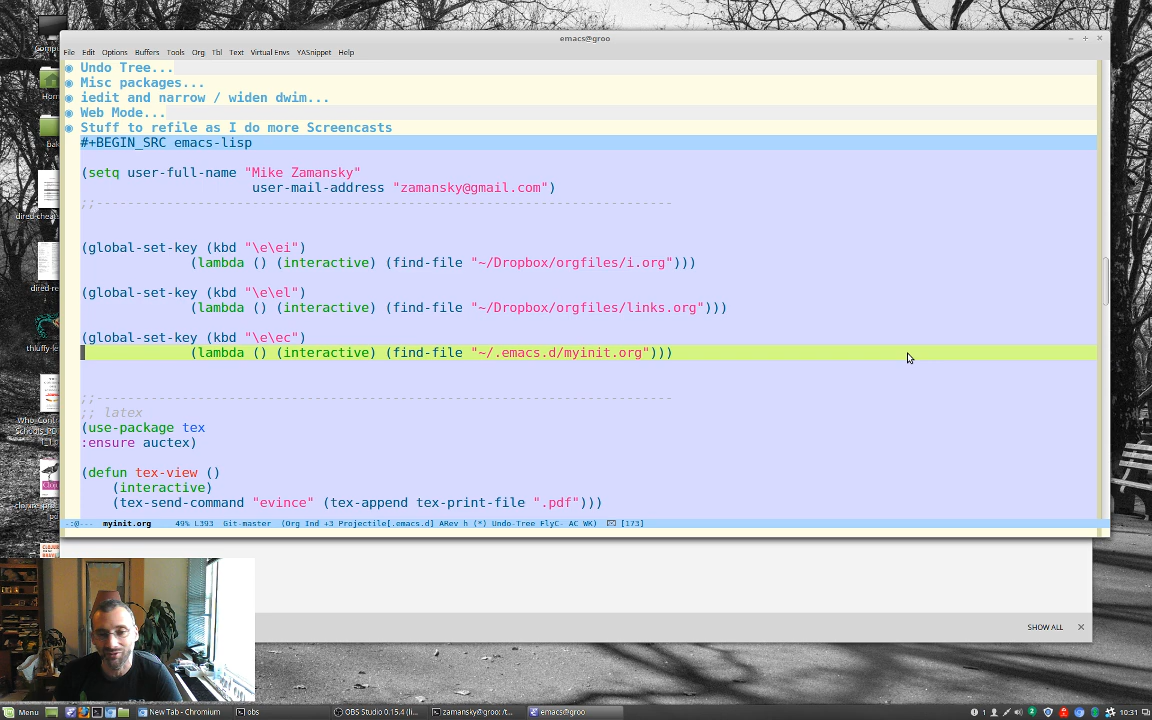 emacs@groo
File Edit Options Buffers Tools Org Tbl Text Virtual Envs YASnippet Help
Undo Tree...
Misc packages...
iedit and narrow / widen dwim...
Web Mode...
Stuff to refile as I do more Screencasts
#+BEGIN_SRC emacs-lisp
(setq user-full-name "Mike Zamansky"
user-mail-address "zamansky@gmail.com")
;;--------------------------------------------------------------------------
(global-set-key (kbd "\e\ei")
(lambda () (interactive) (find-file "~/Dropbox/orgfiles/i.org")))
(global-set-key (kbd "\e\el")
(lambda () (interactive) (find-file "~/Dropbox/orgfiles/links.org")))
(global-set-key (kbd "\e\ec")
(lambda () (interactive) (find-file "~/.emacs.d/myinit.org")))
;;--------------------------------------------------------------------------
;; latex
(use-package tex
:ensure auctex)
(defun tex-view ()
(interactive)
(tex-send-command "evince" (tex-append tex-print-file ".pdf")))
-:@--- myinit.org 49% L393 Git-master (Org Ind +3 Projectile[.emacs.d] ARev h (*) Undo-Tree FlyC- AC WK) [173]
SHOW ALL
Menu New Tab - Chromium obs OBS Studio 0.15.4 (li... zamansky@groo: /t... emacs@groo 1 10:31